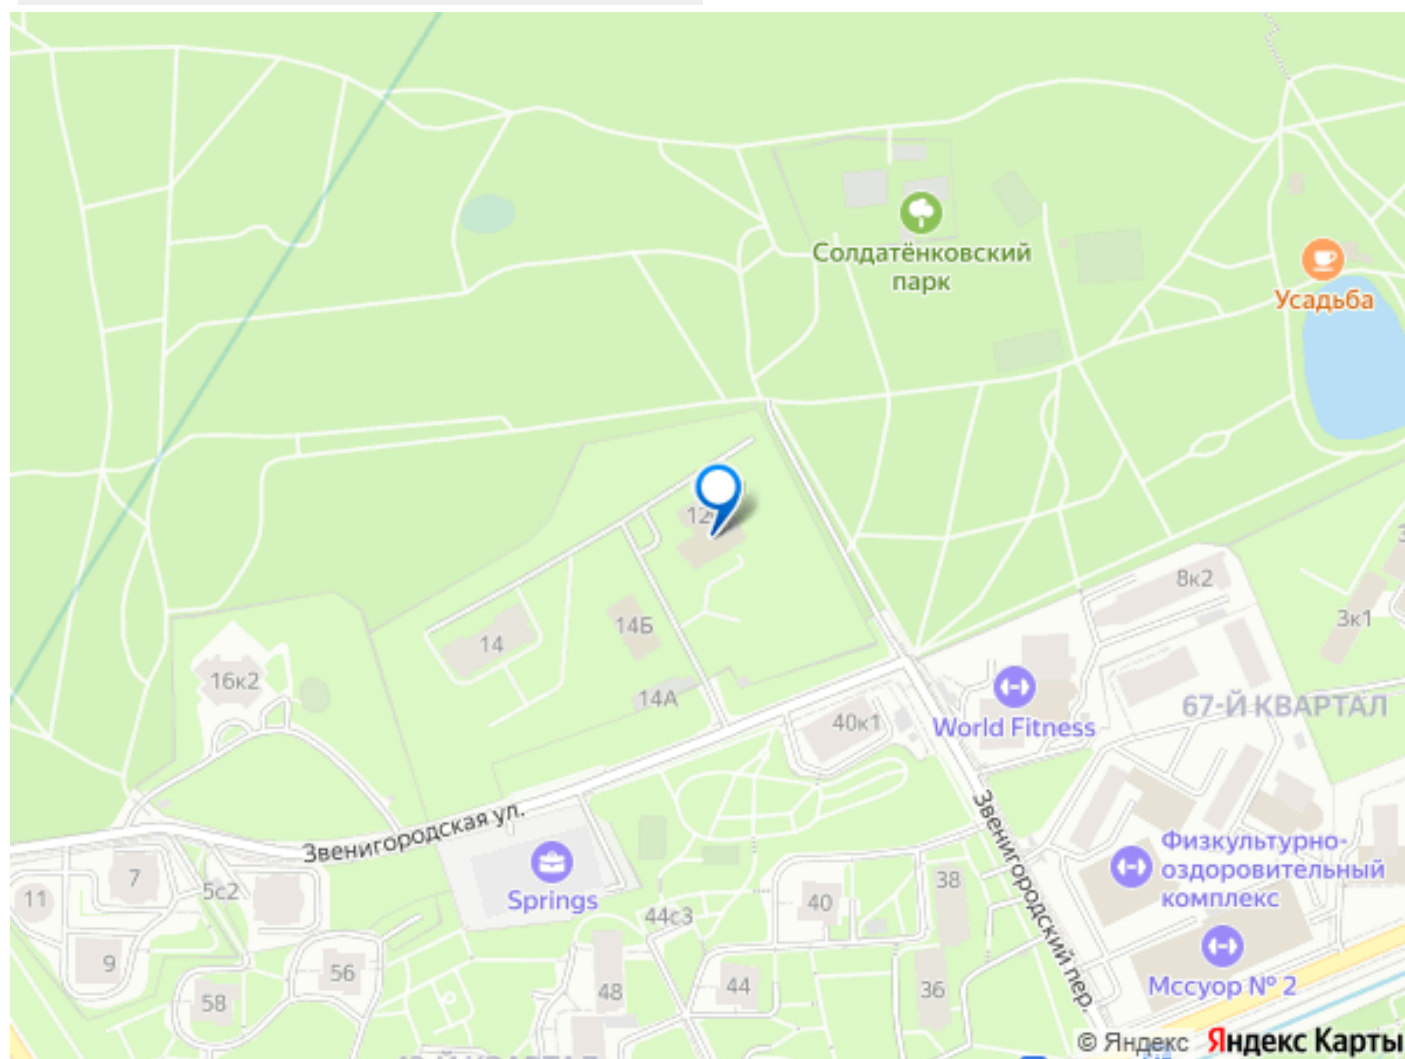 Солдатёнковский
парк
Усадьба
12
8к2
3к1
14Б
14
16к2
14А
67-Й КВАРТАЛ
40к1
World Fitness
Звенигородская ул.
Звенигородский пер.
Физкультурно-
оздоровительный
комплекс
7
5с2
Springs
11
38
40
44с3
9
56
Мссуор № 2
58
48
44
36
© Яндекс Яндекс Карты